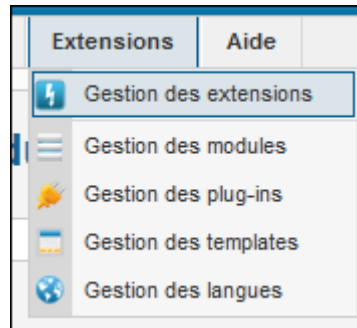 Extensions Aide
Gestion des extensions
Gestion des modules
Gestion des plug-ins
Gestion des templates
Gestion des langues